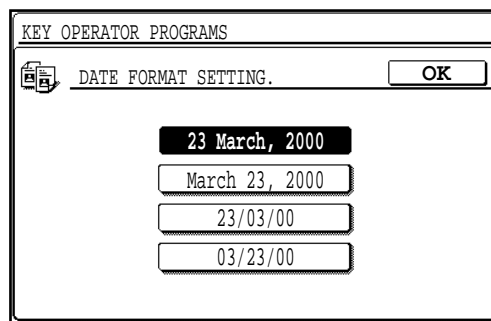 KEY OPERATOR PROGRAMS
DATE FORMAT SETTING.
OK
23 March, 2000
March 23, 2000
23/03/00
03/23/00